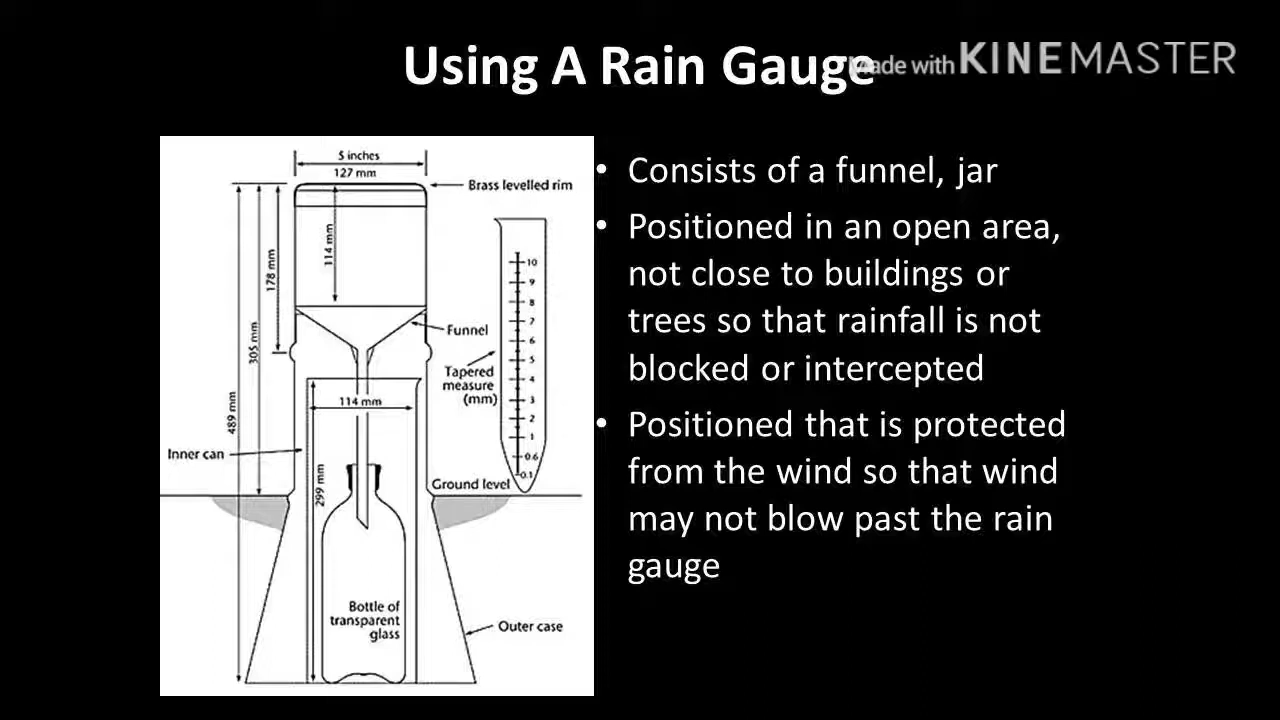 Using A Rain Gauge
Made with KINEMASTER
5 inches
127 mm
Brass levelled rim
114 mm
178 mm
305 mm
489 mm
Funnel
Tapered
measure
(mm)
10
9
8
7
6
5
4
3
2
1
0.6
0.1
114 mm
Inner can
299 mm
Ground level
Bottle of
transparent
glass
Outer case
• Consists of a funnel, jar
• Positioned in an open area,
not close to buildings or
trees so that rainfall is not
blocked or intercepted
• Positioned that is protected
from the wind so that wind
may not blow past the rain
gauge